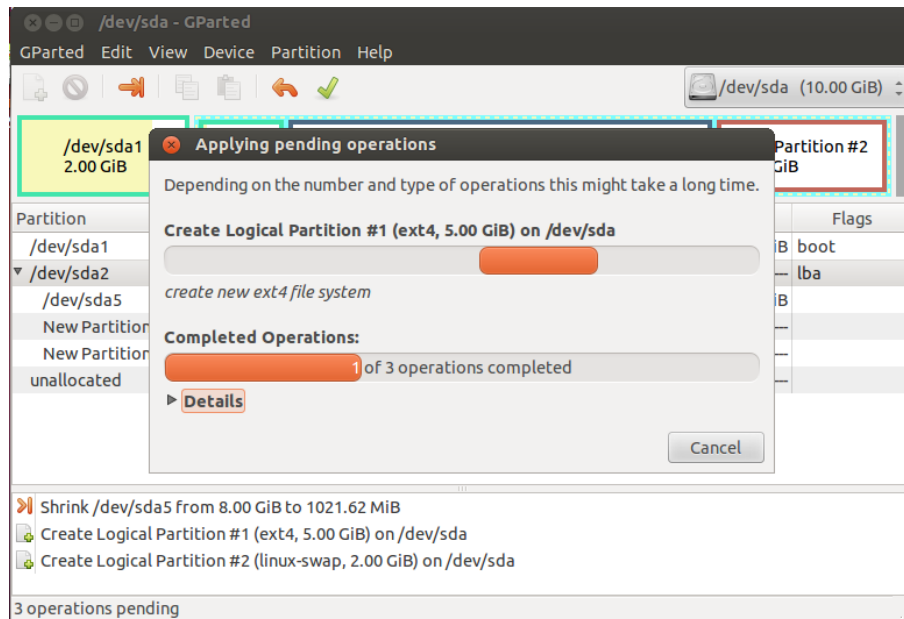 /dev/sda - GParted
GParted Edit View Device Partition Help
/dev/sda (10.00 GiB)
/dev/sda1
2.00 GiB
Partition #2
GiB
Applying pending operations
Depending on the number and type of operations this might take a long time.
Create Logical Partition #1 (ext4, 5.00 GiB) on /dev/sda
create new ext4 file system
Completed Operations:
1 of 3 operations completed
Details
Cancel
Partition Flags
/dev/sda1 iB boot
/dev/sda2 --- lba
/dev/sda5 iB
New Partition ---
New Partition ---
unallocated ---
Shrink /dev/sda5 from 8.00 GiB to 1021.62 MiB
Create Logical Partition #1 (ext4, 5.00 GiB) on /dev/sda
Create Logical Partition #2 (linux-swap, 2.00 GiB) on /dev/sda
3 operations pending